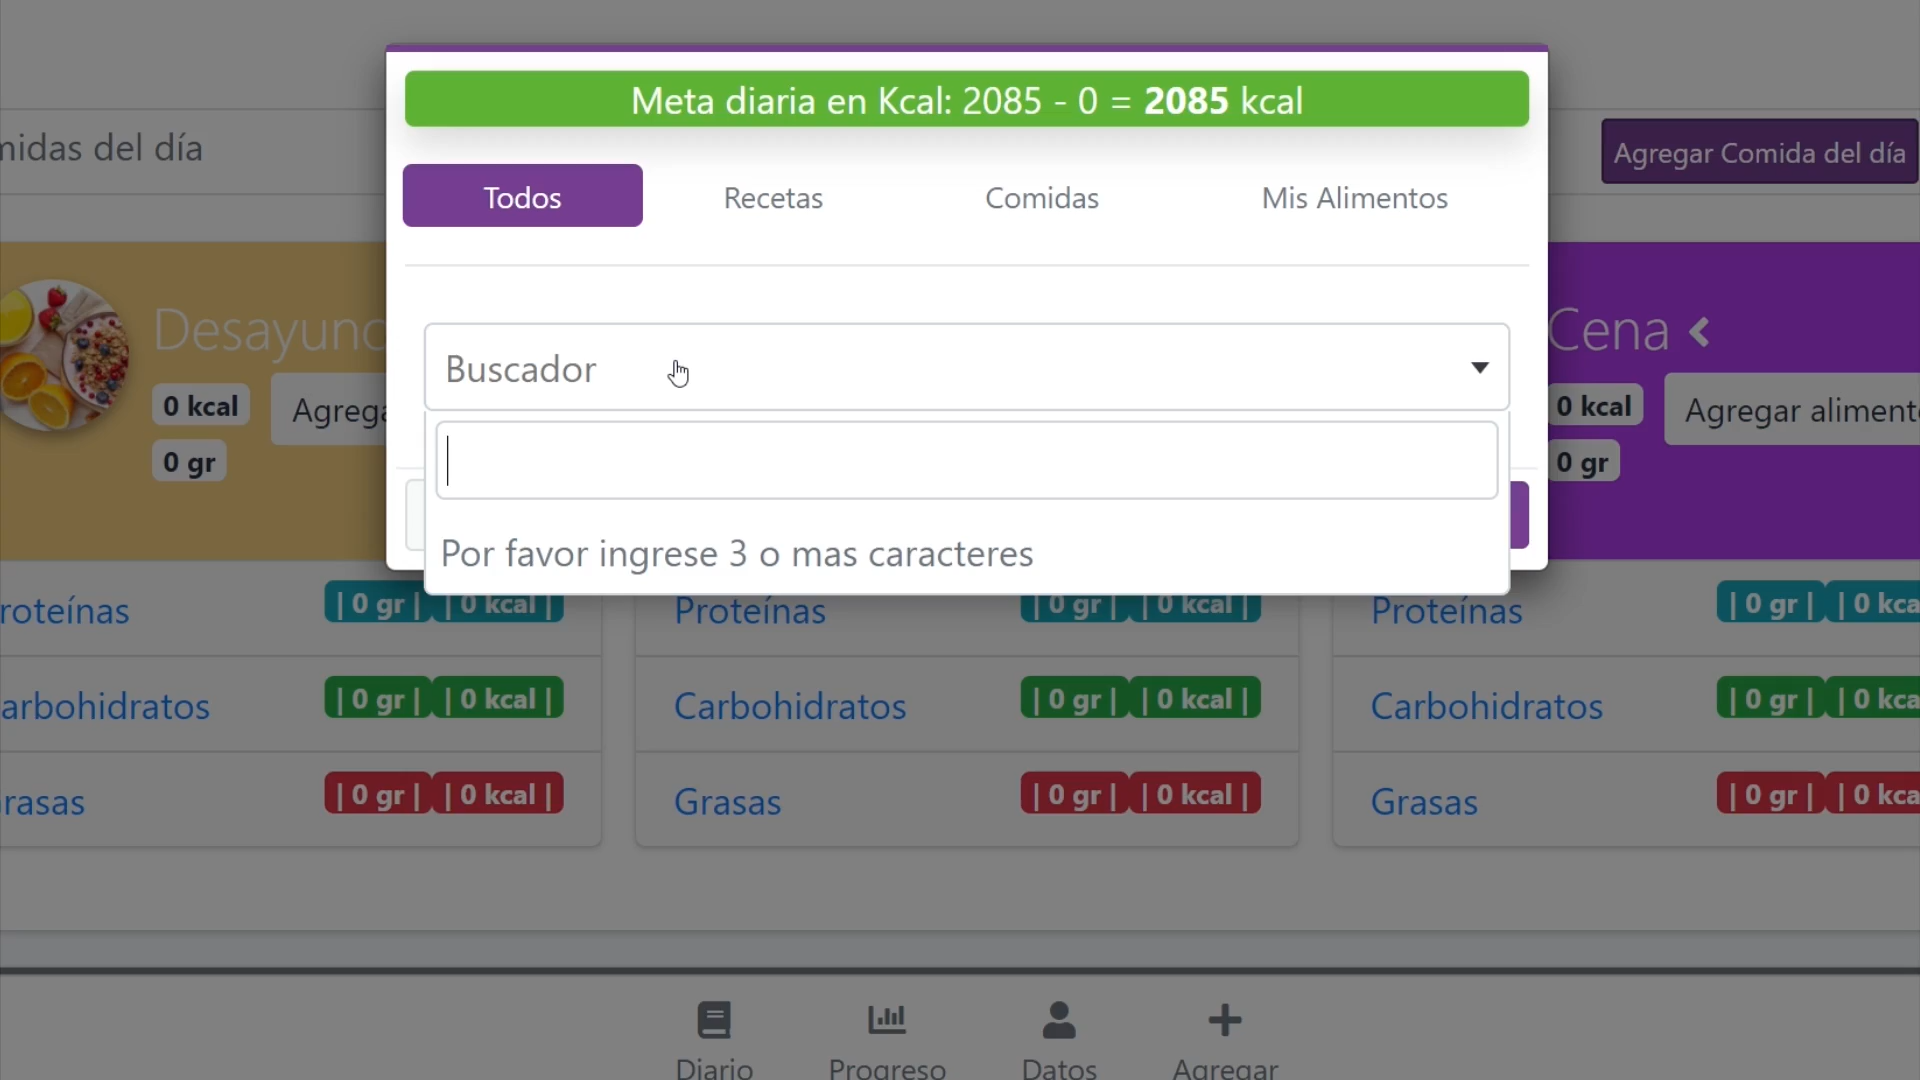 Meta diaria en Kcal: 2085 - 0 = 2085 kcal
midas del día
Agregar Comida del día
Todos
Recetas
Comidas
Mis Alimentos
Desayuno
Cena
Buscador
0 kcal
Agrega
0 kcal
Agregar alimento
0 gr
0 gr
Por favor ingrese 3 o mas caracteres
roteínas | 0 gr | | 0 kcal |
Proteínas | 0 gr | | 0 kcal |
Proteínas | 0 gr | | 0 kca
arbohidratos | 0 gr | | 0 kcal |
Carbohidratos | 0 gr | | 0 kcal |
Carbohidratos | 0 gr | | 0 kca
rasas | 0 gr | | 0 kcal |
Grasas | 0 gr | | 0 kcal |
Grasas | 0 gr | | 0 kca
Diario
Progreso
Datos
Agregar